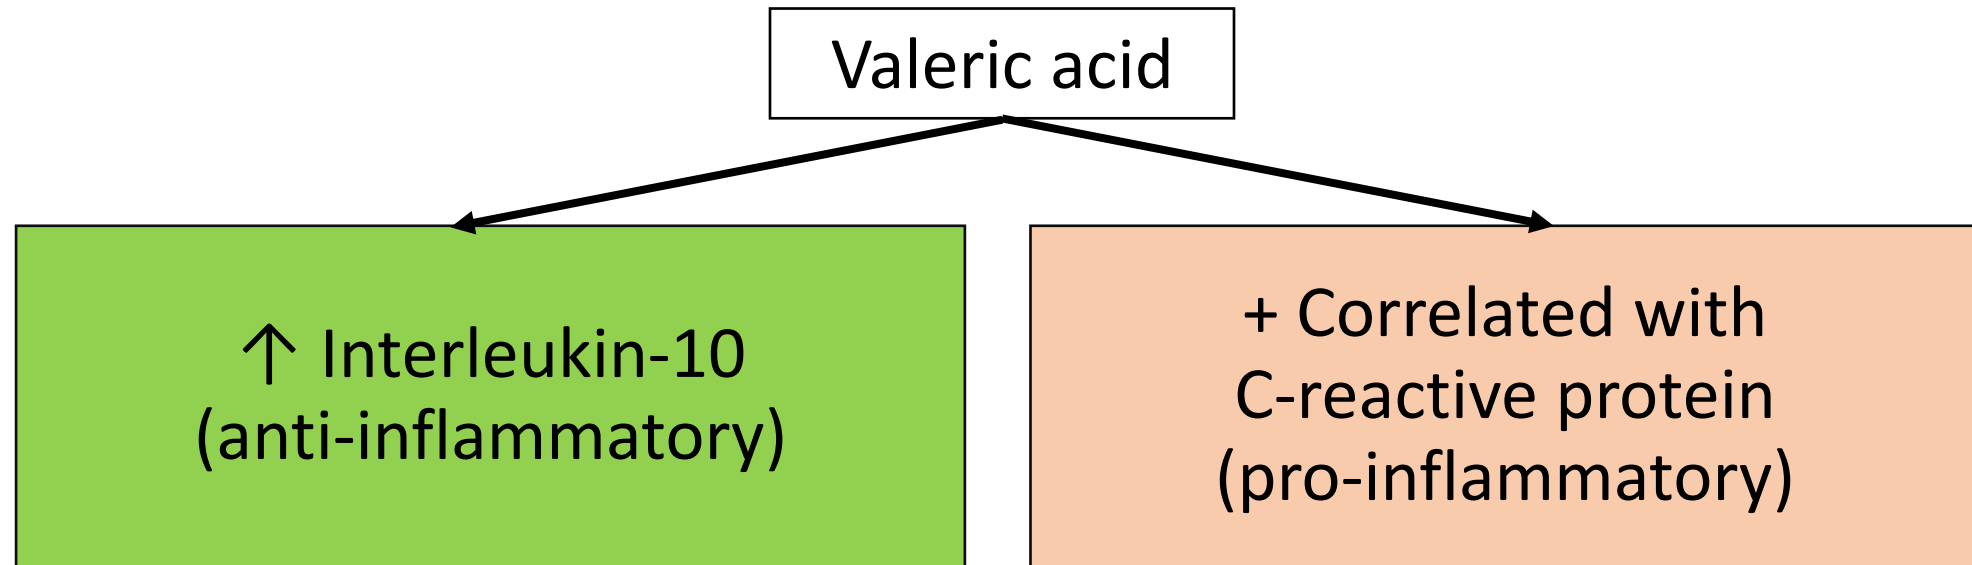 Valeric acid
↑ Interleukin-10
(anti-inflammatory)
+ Correlated with
C-reactive protein
(pro-inflammatory)